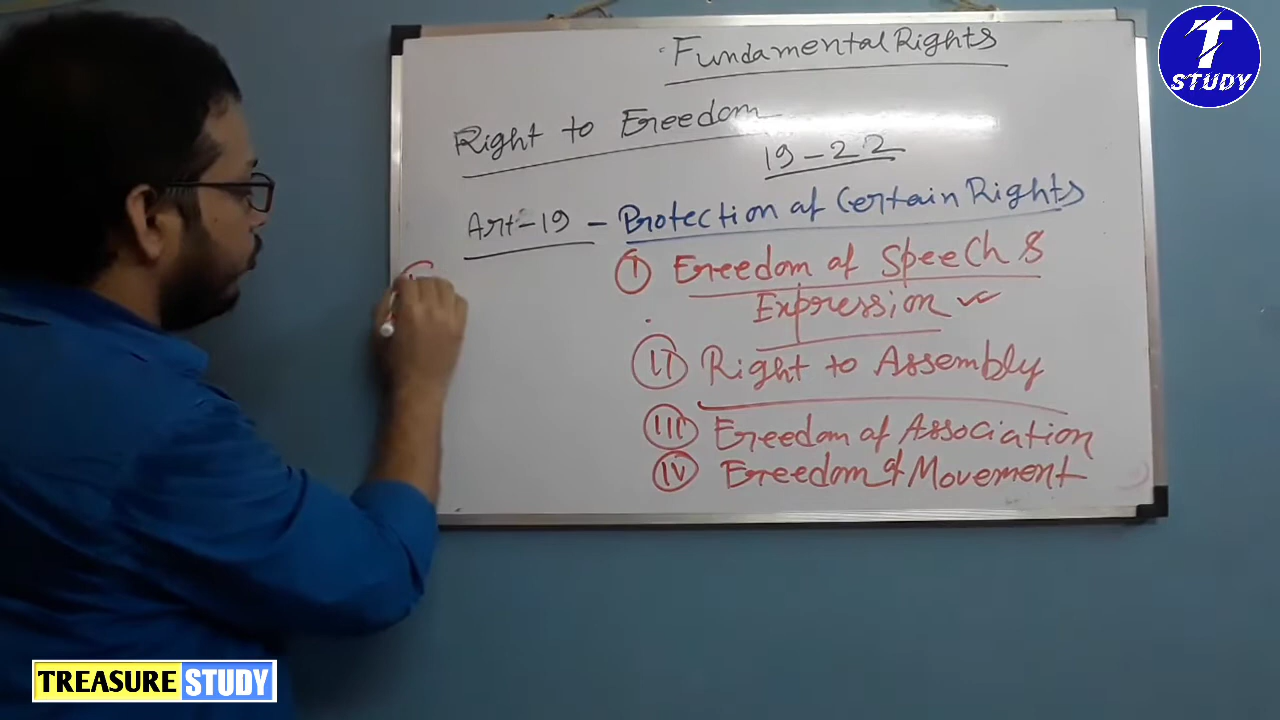 Fundamental Rights
Right to Freedom
19-22
Art-19 - Protection of Certain Rights
I Freedom of Speech &
Expression
II Right to Assembly
III Freedom of Association
IV Freedom of Movement
T
STUDY
TREASURE STUDY